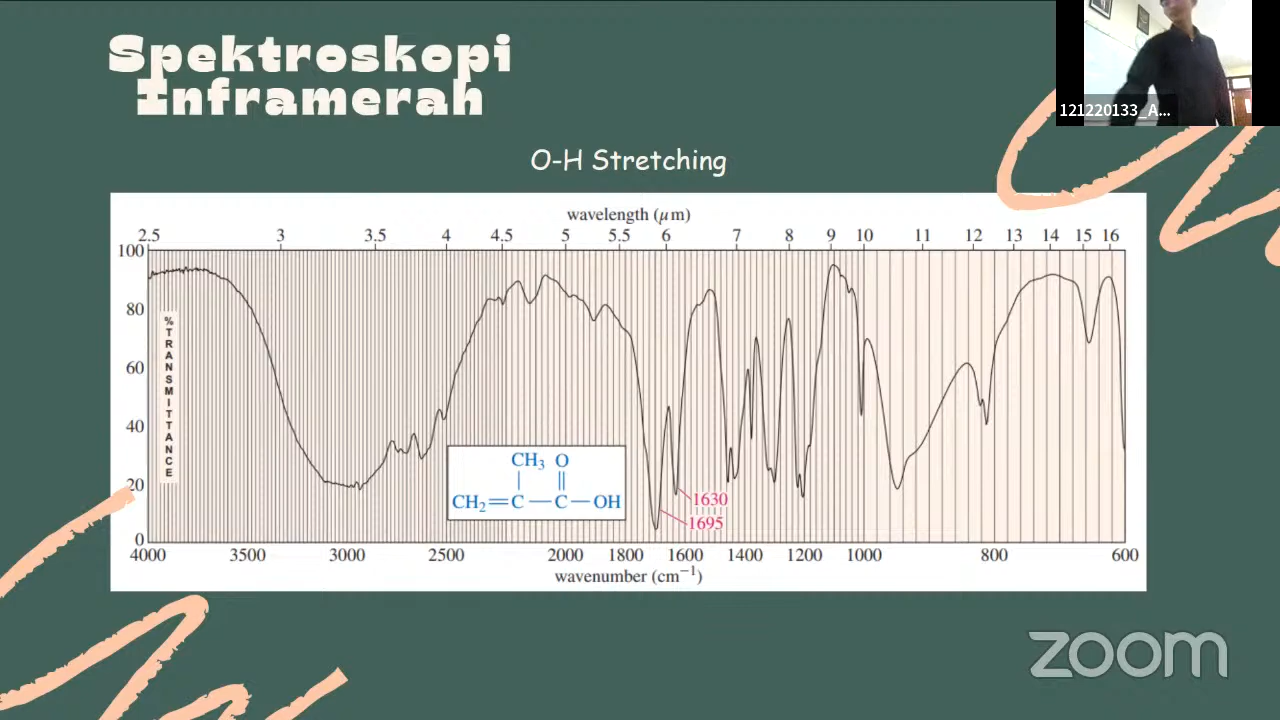 Spektroskopi
Inframerah
121220133_A...
O-H Stretching
wavelength (μm)
2.5 3 3.5 4 4.5 5 5.5 6 7 8 9 10 11 12 13 14 15 16
100
80
60
40
20
0
%TRANSMITTANCE
CH₃ O
CH₂=C—C—OH
1630
1695
4000 3500 3000 2500 2000 1800 1600 1400 1200 1000 800 600
wavenumber (cm⁻¹)
zoom